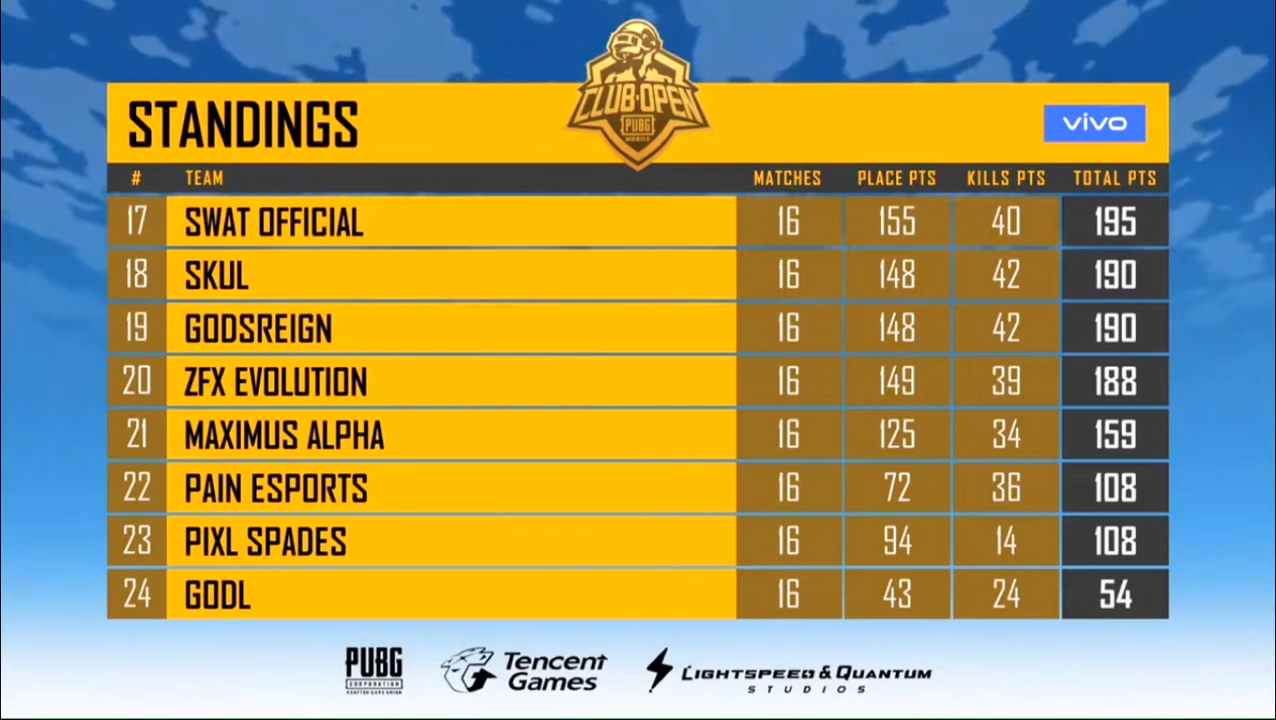 CLUB OPEN
PUBG
MOBILE
STANDINGS
vivo
# TEAM MATCHES PLACE PTS KILLS PTS TOTAL PTS
17 SWAT OFFICIAL 16 155 40 195
18 SKUL 16 148 42 190
19 GODSREIGN 16 148 42 190
20 ZFX EVOLUTION 16 149 39 188
21 MAXIMUS ALPHA 16 125 34 159
22 PAIN ESPORTS 16 72 36 108
23 PIXL SPADES 16 94 14 108
24 GODL 16 43 24 54
PUBG
CORPORATION
KRAFTON GAME UNION
Tencent
Games
LIGHTSPEED & QUANTUM
STUDIOS